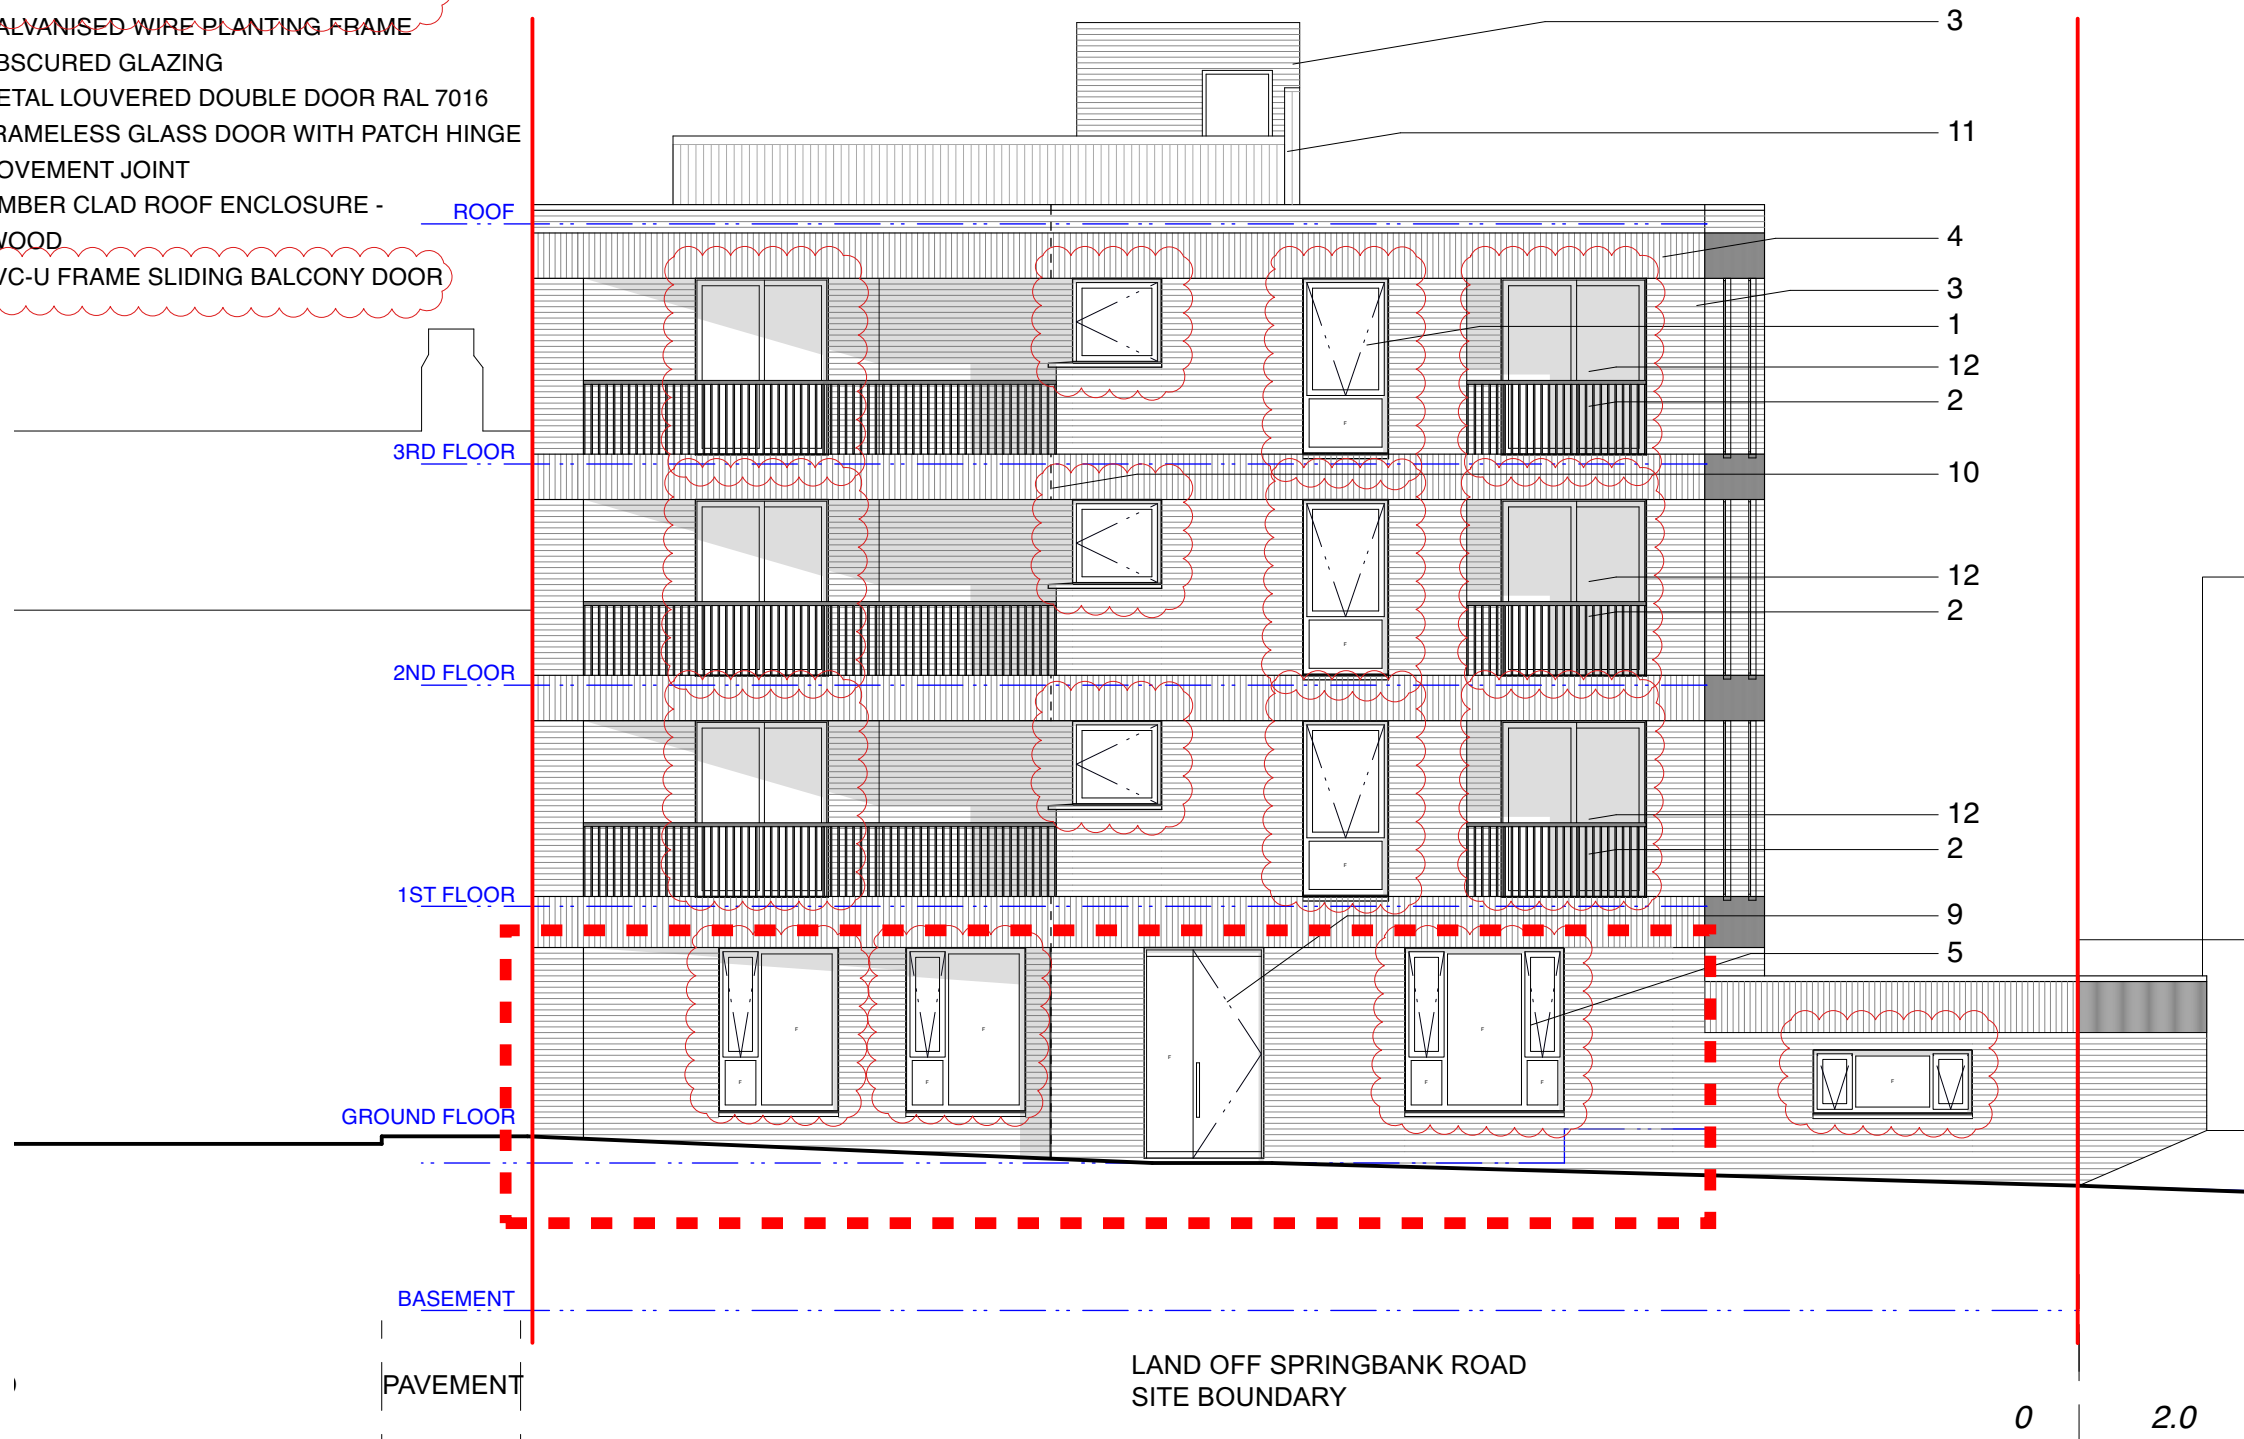 ALVANISED WIRE PLANTING FRAME
BSCURED GLAZING
ETAL LOUVERED DOUBLE DOOR RAL 7016
RAMELESS GLASS DOOR WITH PATCH HINGE
OVEMENT JOINT
MBER CLAD ROOF ENCLOSURE -
WOOD
VC-U FRAME SLIDING BALCONY DOOR
3
11
ROOF
4
3
1
12
2
F
3RD FLOOR
10
12
2
F
2ND FLOOR
12
2
F
1ST FLOOR
9
5
F
F
F
F
F
F
F
F
F
GROUND FLOOR
BASEMENT
PAVEMENT
LAND OFF SPRINGBANK ROAD
SITE BOUNDARY
0
2.0